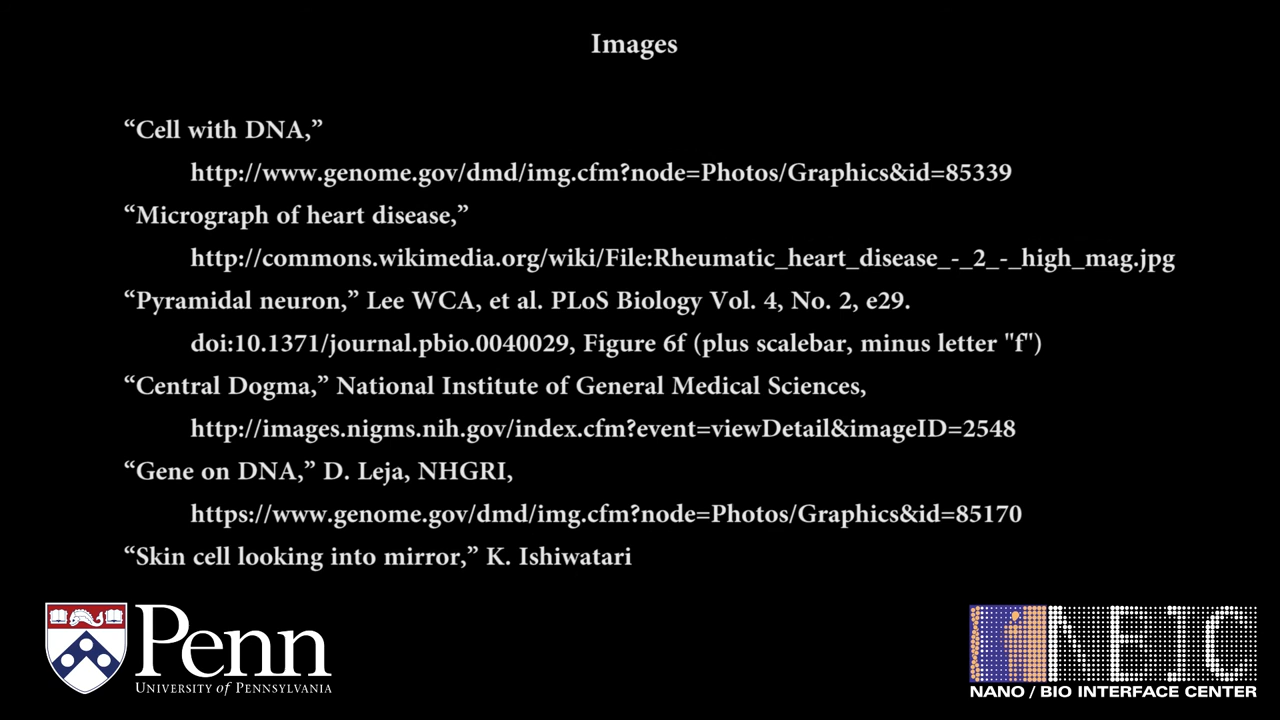 Images
“Cell with DNA,”
http://www.genome.gov/dmd/img.cfm?node=Photos/Graphics&id=85339
“Micrograph of heart disease,”
http://commons.wikimedia.org/wiki/File:Rheumatic_heart_disease_-_2_-_high_mag.jpg
“Pyramidal neuron,” Lee WCA, et al. PLoS Biology Vol. 4, No. 2, e29.
doi:10.1371/journal.pbio.0040029, Figure 6f (plus scalebar, minus letter "f")
“Central Dogma,” National Institute of General Medical Sciences,
http://images.nigms.nih.gov/index.cfm?event=viewDetail&imageID=2548
“Gene on DNA,” D. Leja, NHGRI,
https://www.genome.gov/dmd/img.cfm?node=Photos/Graphics&id=85170
“Skin cell looking into mirror,” K. Ishiwatari
Penn
UNIVERSITY of PENNSYLVANIA
NBIC
NANO / BIO INTERFACE CENTER